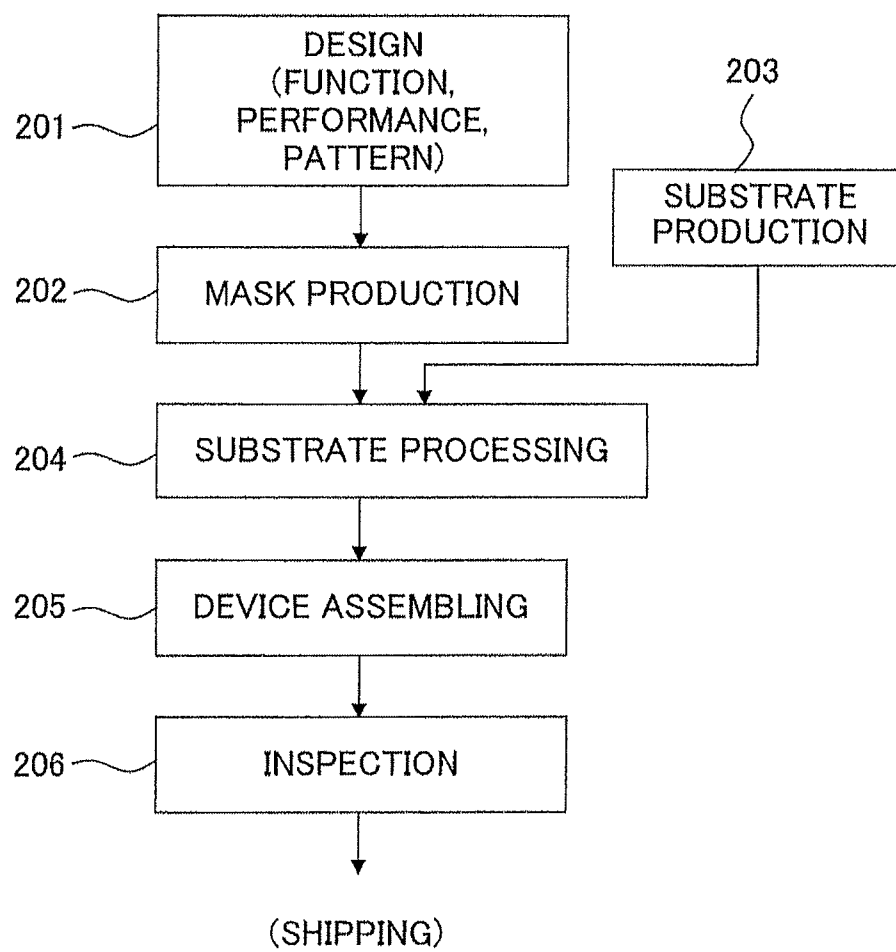 DESIGN
(FUNCTION,
PERFORMANCE,
PATTERN)
201
203
SUBSTRATE
PRODUCTION
202
MASK PRODUCTION
204
SUBSTRATE PROCESSING
205
DEVICE ASSEMBLING
206
INSPECTION
(SHIPPING)